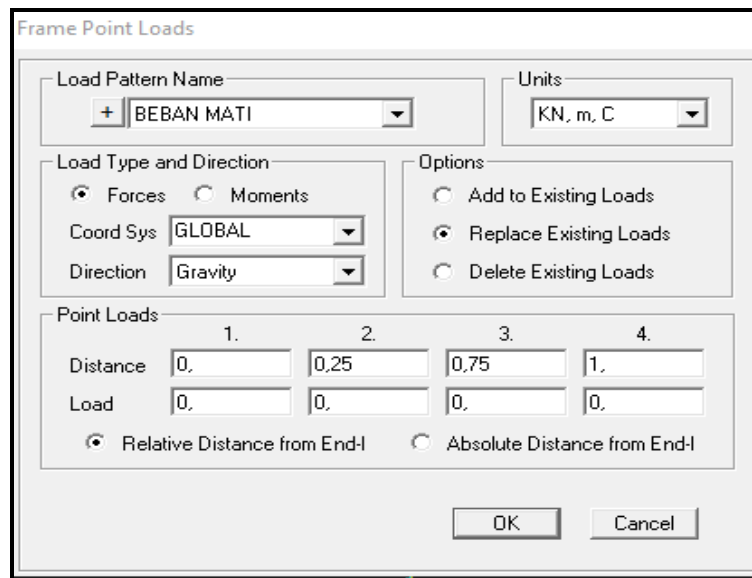 Frame Point Loads
Load Pattern Name
+ BEBAN MATI
Units
KN, m, C
Load Type and Direction
Forces Moments
Coord Sys GLOBAL
Direction Gravity
Options
Add to Existing Loads
Replace Existing Loads
Delete Existing Loads
Point Loads
1. 2. 3. 4.
Distance 0, 0,25 0,75 1,
Load 0, 0, 0, 0,
Relative Distance from End-I Absolute Distance from End-I
OK Cancel